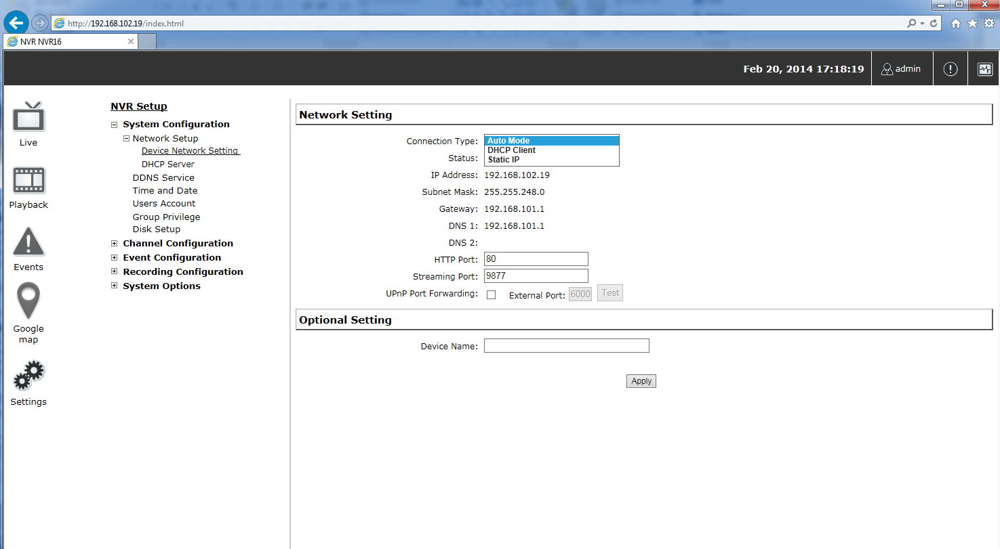 http://192.168.102.19/index.html
NVR NVR16
Feb 20, 2014 17:18:19
admin
Live
Playback
Events
Google
map
Settings
NVR Setup
System Configuration
Network Setup
Device Network Setting
DHCP Server
DDNS Service
Time and Date
Users Account
Group Privilege
Disk Setup
Channel Configuration
Event Configuration
Recording Configuration
System Options
Network Setting
Connection Type: Auto Mode
DHCP Client
Status: Static IP
IP Address: 192.168.102.19
Subnet Mask: 255.255.248.0
Gateway: 192.168.101.1
DNS 1: 192.168.101.1
DNS 2:
HTTP Port: 80
Streaming Port: 9877
UPnP Port Forwarding: External Port: 6000 Test
Optional Setting
Device Name:
Apply